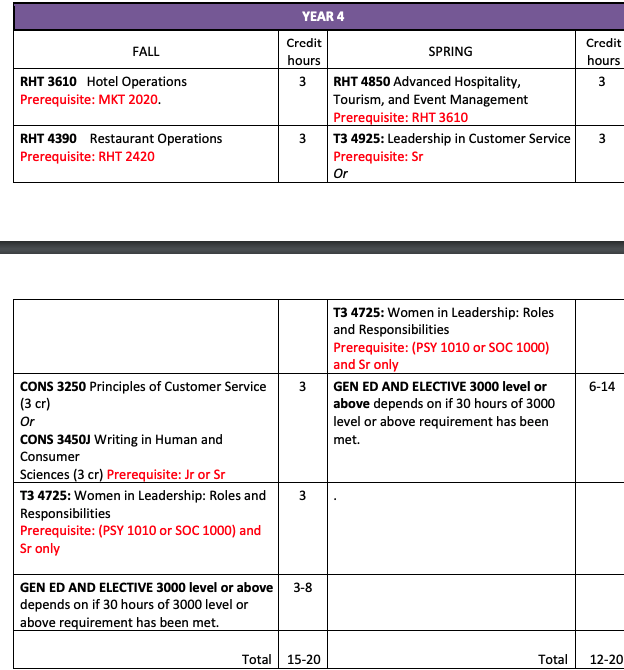 YEAR 4
FALL
Credit hours
SPRING
Credit hours
RHT 3610 Hotel Operations
Prerequisite: MKT 2020.
3
RHT 4850 Advanced Hospitality,
Tourism, and Event Management
Prerequisite: RHT 3610
3
RHT 4390 Restaurant Operations
Prerequisite: RHT 2420
3
T3 4925: Leadership in Customer Service
Prerequisite: Sr
Or
3
T3 4725: Women in Leadership: Roles
and Responsibilities
Prerequisite: (PSY 1010 or SOC 1000)
and Sr only
CONS 3250 Principles of Customer Service
(3 cr)
Or
CONS 3450J Writing in Human and
Consumer
Sciences (3 cr) Prerequisite: Jr or Sr
3
GEN ED AND ELECTIVE 3000 level or
above depends on if 30 hours of 3000
level or above requirement has been
met.
6-14
T3 4725: Women in Leadership: Roles and
Responsibilities
Prerequisite: (PSY 1010 or SOC 1000) and
Sr only
3
.
GEN ED AND ELECTIVE 3000 level or above
depends on if 30 hours of 3000 level or
above requirement has been met.
3-8
Total
15-20
Total
12-20